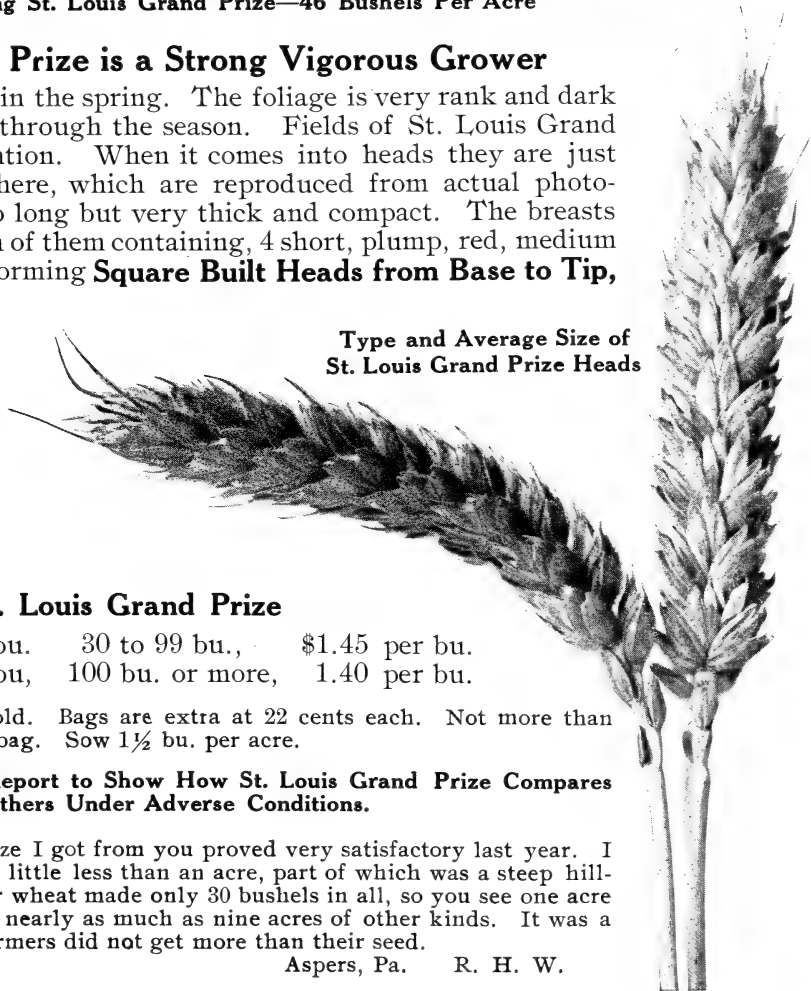 ng St. Louis Grand Prize—46 Bushels Per Acre
Prize is a Strong Vigorous Grower
in the spring. The foliage is very rank and dark
through the season. Fields of St. Louis Grand
ntion. When it comes into heads they are just
here, which are reproduced from actual photo-
o long but very thick and compact. The breasts
of them containing, 4 short, plump, red, medium
orming Square Built Heads from Base to Tip,
Type and Average Size of
St. Louis Grand Prize Heads
. Louis Grand Prize
ou. 30 to 99 bu., $1.45 per bu.
ou, 100 bu. or more, 1.40 per bu.
old. Bags are extra at 22 cents each. Not more than
bag. Sow 1½ bu. per acre.
eport to Show How St. Louis Grand Prize Compares
thers Under Adverse Conditions.
ze I got from you proved very satisfactory last year. I
little less than an acre, part of which was a steep hill-
r wheat made only 30 bushels in all, so you see one acre
nearly as much as nine acres of other kinds. It was a
rmers did not get more than their seed.
Aspers, Pa. R. H. W.